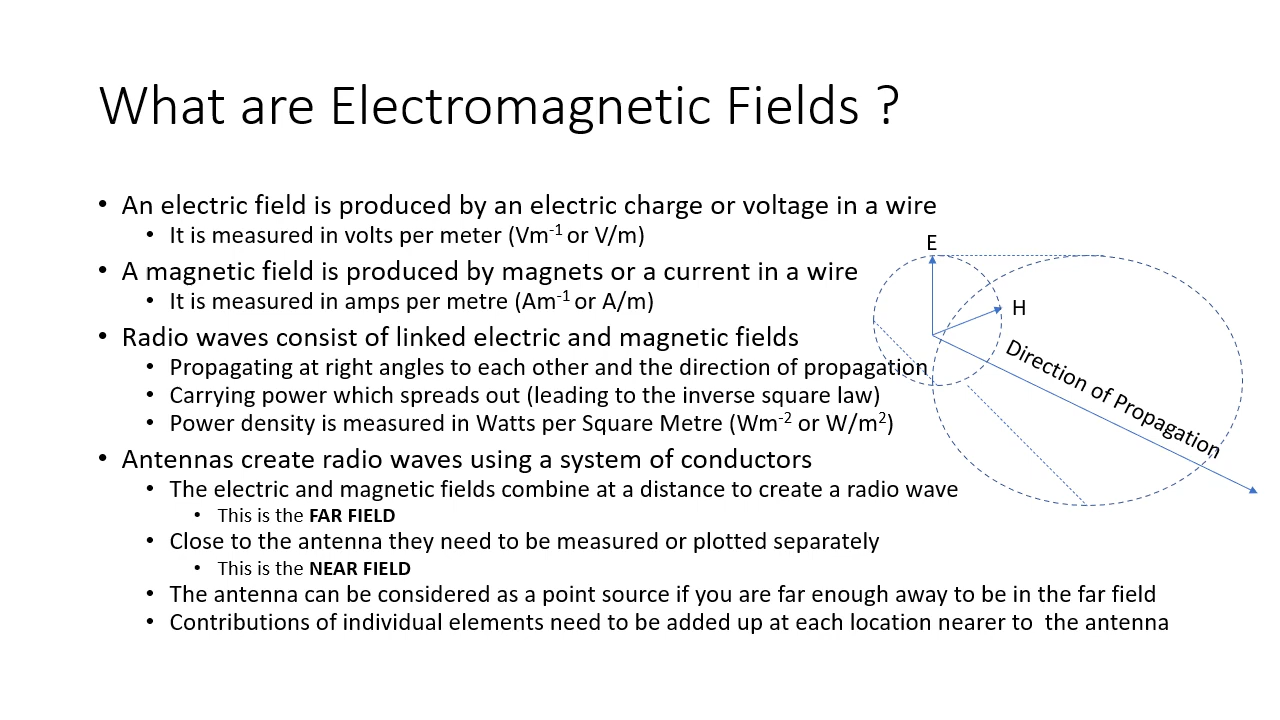 What are Electromagnetic Fields ?
• An electric field is produced by an electric charge or voltage in a wire
• It is measured in volts per meter (Vm⁻¹ or V/m)
• A magnetic field is produced by magnets or a current in a wire
• It is measured in amps per metre (Am⁻¹ or A/m)
• Radio waves consist of linked electric and magnetic fields
• Propagating at right angles to each other and the direction of propagation
• Carrying power which spreads out (leading to the inverse square law)
• Power density is measured in Watts per Square Metre (Wm⁻² or W/m²)
• Antennas create radio waves using a system of conductors
• The electric and magnetic fields combine at a distance to create a radio wave
• This is the FAR FIELD
• Close to the antenna they need to be measured or plotted separately
• This is the NEAR FIELD
• The antenna can be considered as a point source if you are far enough away to be in the far field
• Contributions of individual elements need to be added up at each location nearer to  the antenna
E
H
Direction of Propagation